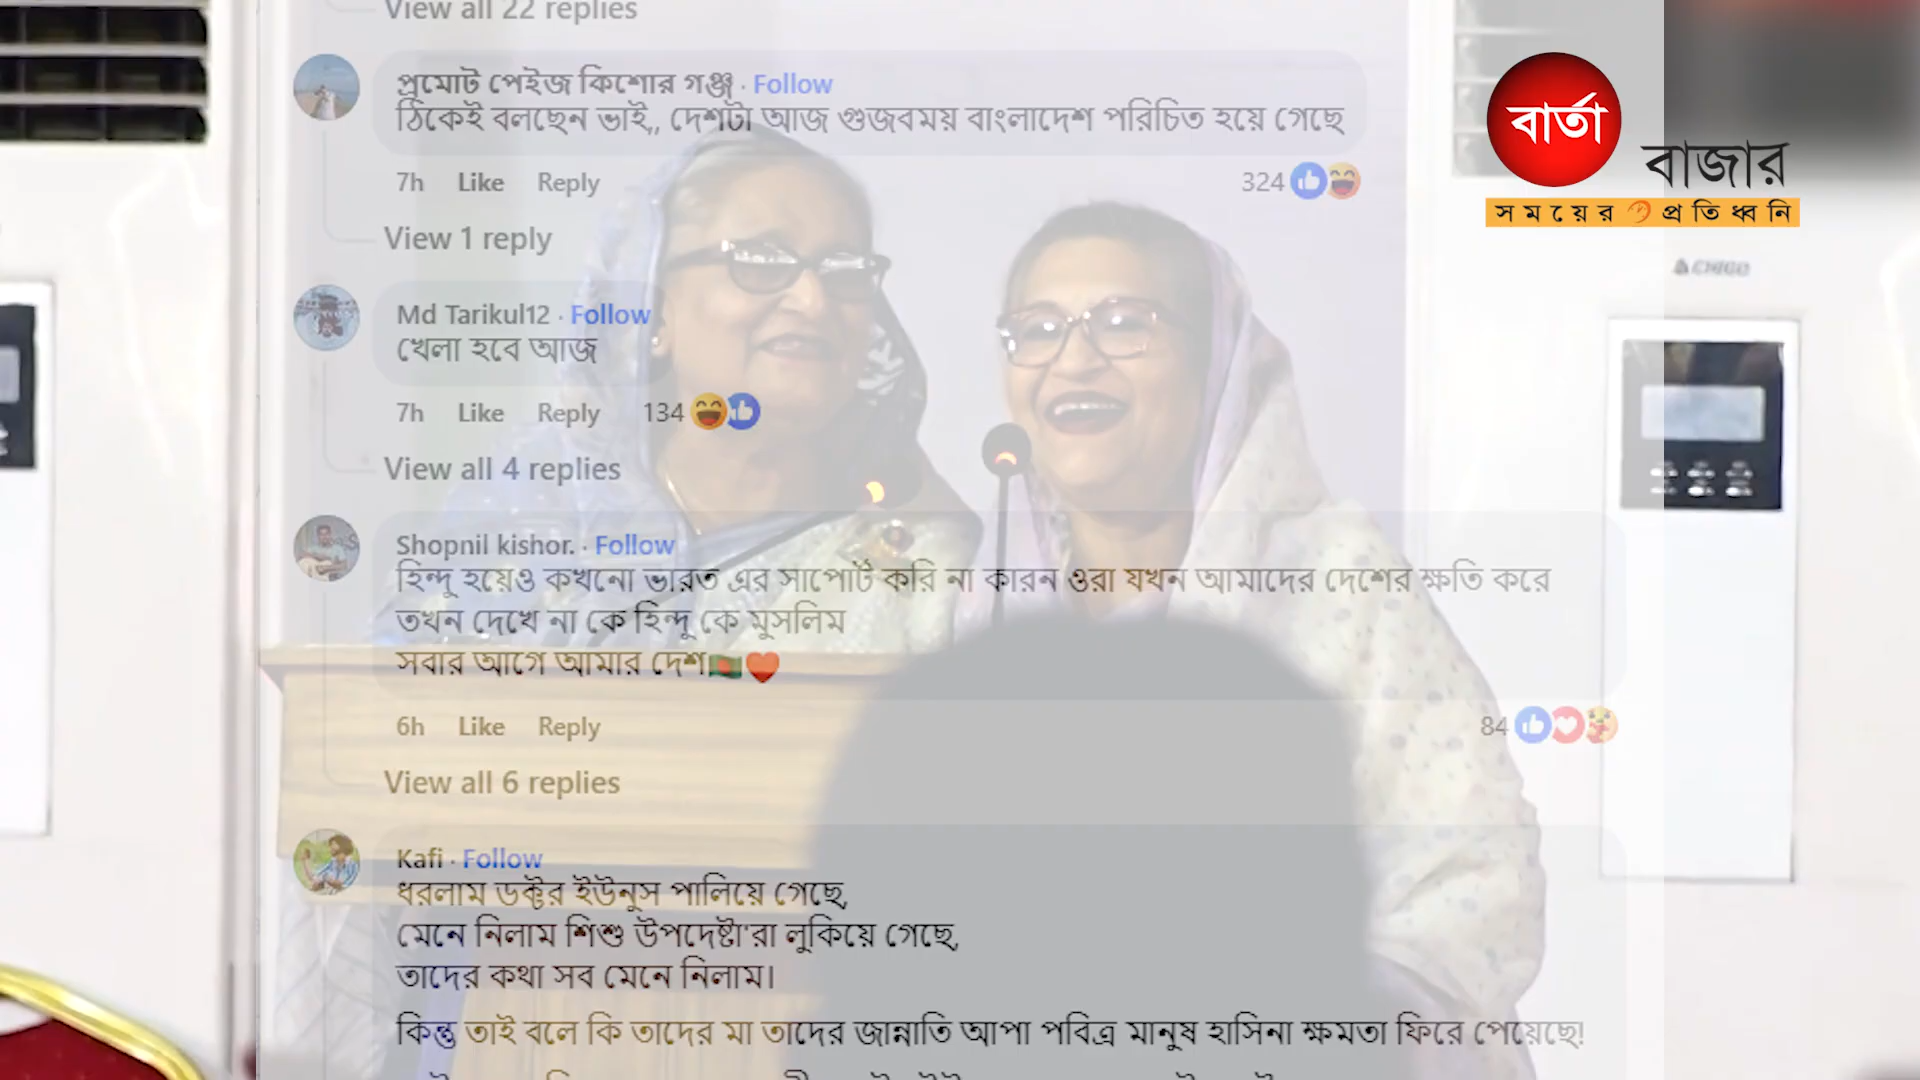 View all 22 replies
প্রমোট পেইজ কিশোর গঞ্জ · Follow
ঠিকেই বলছেন ভাই,, দেশটা আজ গুজবময় বাংলাদেশ পরিচিত হয়ে গেছে
7h Like Reply 324
View 1 reply
Md Tarikul12 · Follow
খেলা হবে আজ
7h Like Reply 134
View all 4 replies
Shopnil kishor. · Follow
হিন্দু হয়েও কখনো ভারত এর সাপোর্ট করি না কারন ওরা যখন আমাদের দেশের ক্ষতি করে
তখন দেখে না কে হিন্দু কে মুসলিম
সবার আগে আমার দেশ🇧🇩♥️
6h Like Reply 84
View all 6 replies
Kafi · Follow
ধরলাম ডক্টর ইউনুস পালিয়ে গেছে,
মেনে নিলাম শিশু উপদেষ্টা'রা লুকিয়ে গেছে,
তাদের কথা সব মেনে নিলাম।
কিন্তু তাই বলে কি তাদের মা তাদের জান্নাতি আপা পবিত্র মানুষ হাসিনা ক্ষমতা ফিরে পেয়েছে!
বার্তা
বাজার
সময়ের প্রতিধ্বনি
CHIGO